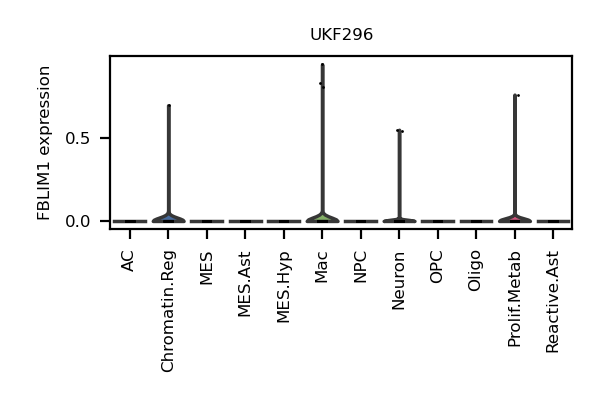 UKF296
FBLIM1 expression
0.5
0.0
AC
Chromatin.Reg
MES
MES.Ast
MES.Hyp
Mac
NPC
Neuron
OPC
Oligo
Prolif.Metab
Reactive.Ast